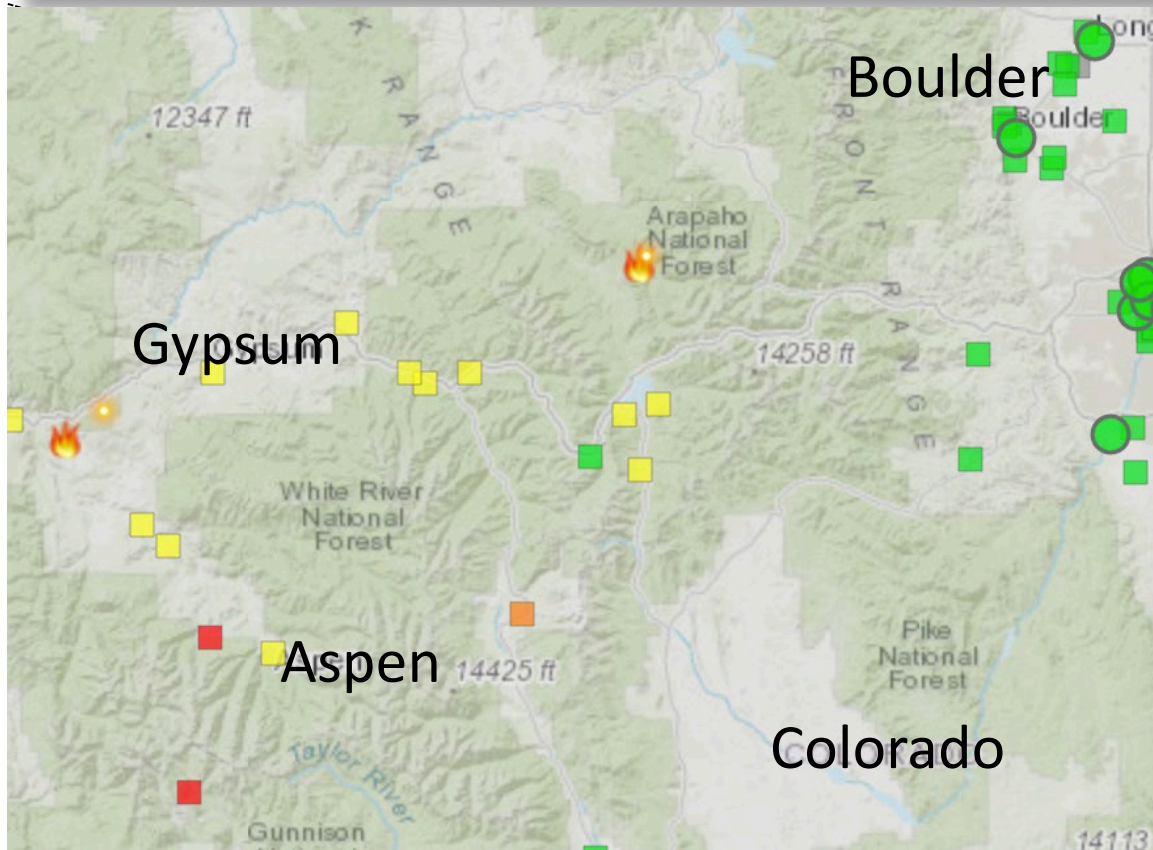 Long
Boulder
Boulder
12347 ft
K
RANGE
FRONT
RANGE
Arapaho
National
Forest
Gypsum
14258 ft
White River
National
Forest
Aspen
14425 ft
Pike
National
Forest
Colorado
Taylor River
Gunnison
14113